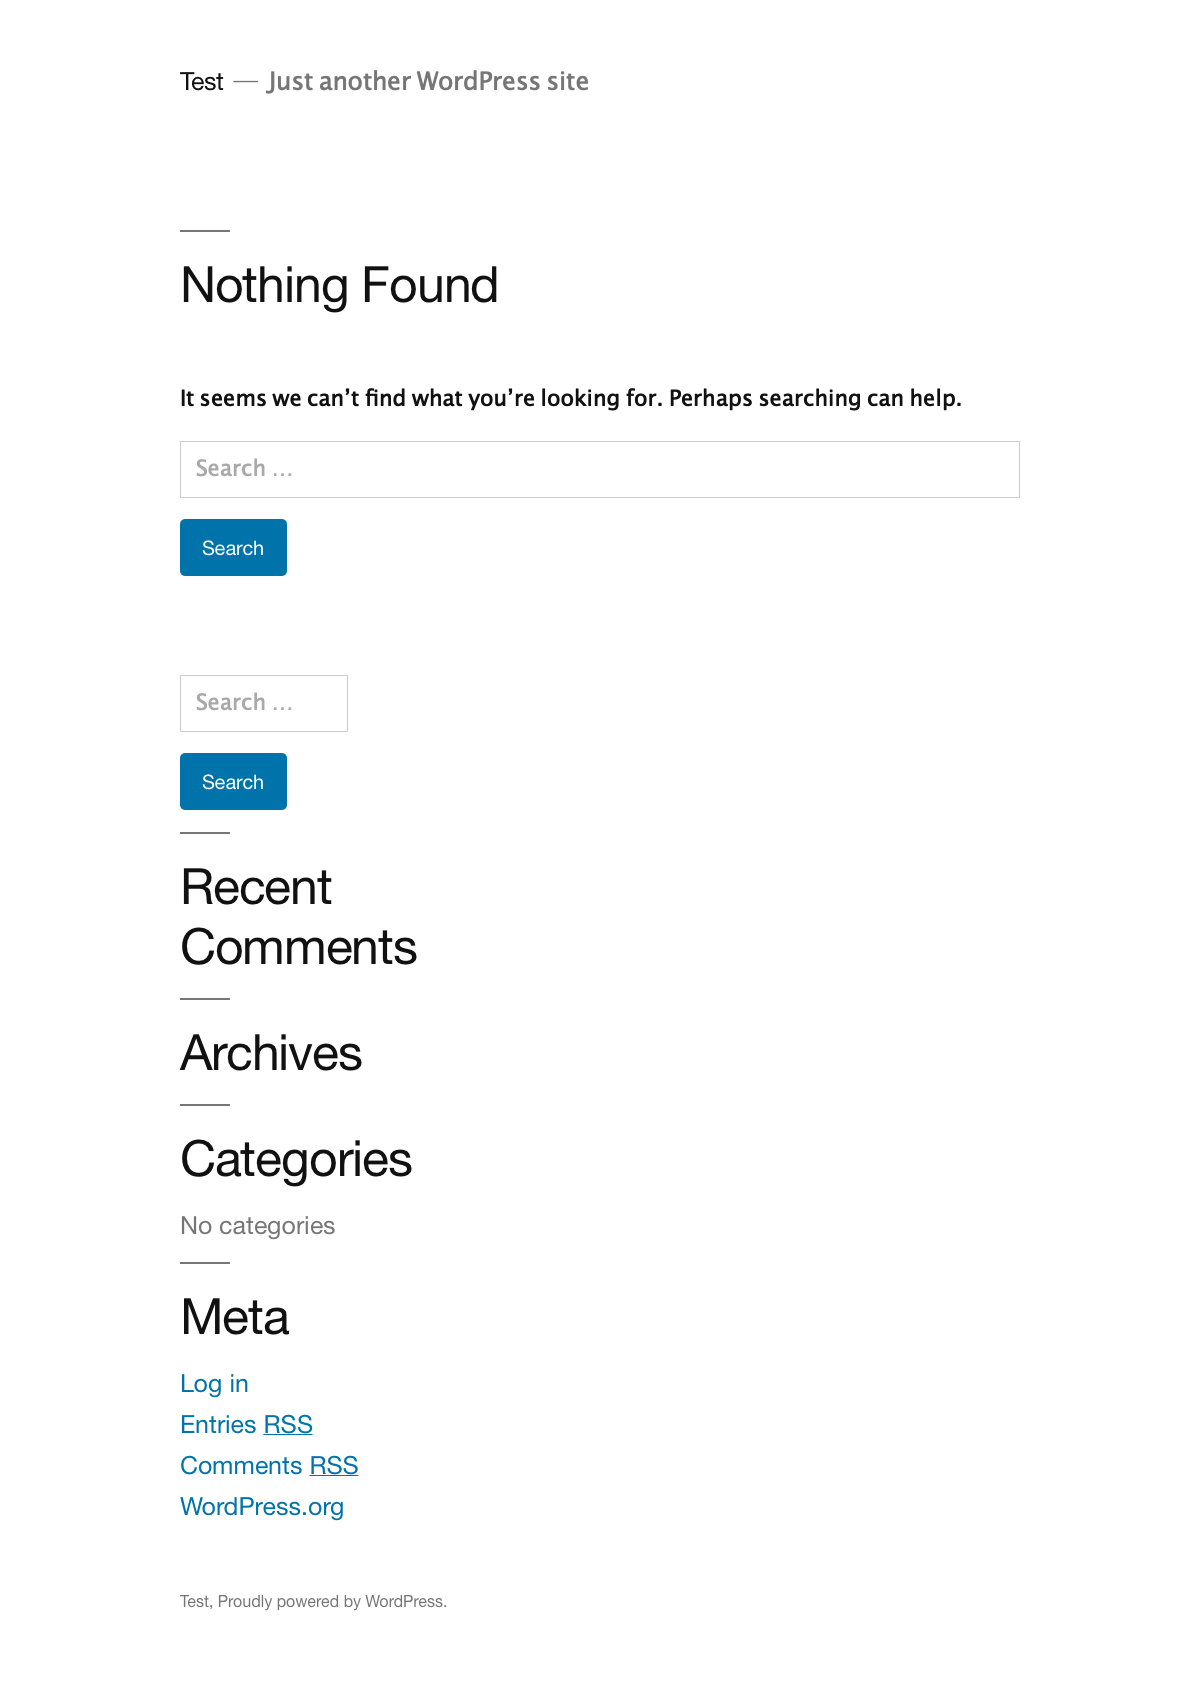 Test — Just another WordPress site
Nothing Found
It seems we can’t find what you’re looking for. Perhaps searching can help.
Search …
Search
Search …
Search
Recent
Comments
Archives
Categories
No categories
Meta
Log in
Entries RSS
Comments RSS
WordPress.org
Test, Proudly powered by WordPress.